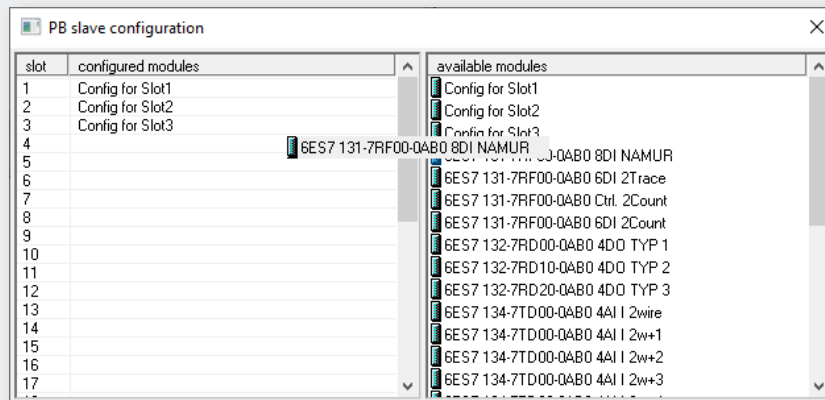 PB slave configuration
slot configured modules
1 Config for Slot1
2 Config for Slot2
3 Config for Slot3
4
5
6
7
8
9
10
11
12
13
14
15
16
17
6ES7 131-7RF00-0AB0 8DI NAMUR
available modules
Config for Slot1
Config for Slot2
Config for Slot3
6ES7 131-7RF00-0AB0 8DI NAMUR
6ES7 131-7RF00-0AB0 6DI 2Trace
6ES7 131-7RF00-0AB0 Ctrl. 2Count
6ES7 131-7RF00-0AB0 6DI 2Count
6ES7 132-7RD00-0AB0 4DO TYP 1
6ES7 132-7RD10-0AB0 4DO TYP 2
6ES7 132-7RD20-0AB0 4DO TYP 3
6ES7 134-7TD00-0AB0 4AI I 2wire
6ES7 134-7TD00-0AB0 4AI I 2w+1
6ES7 134-7TD00-0AB0 4AI I 2w+2
6ES7 134-7TD00-0AB0 4AI I 2w+3